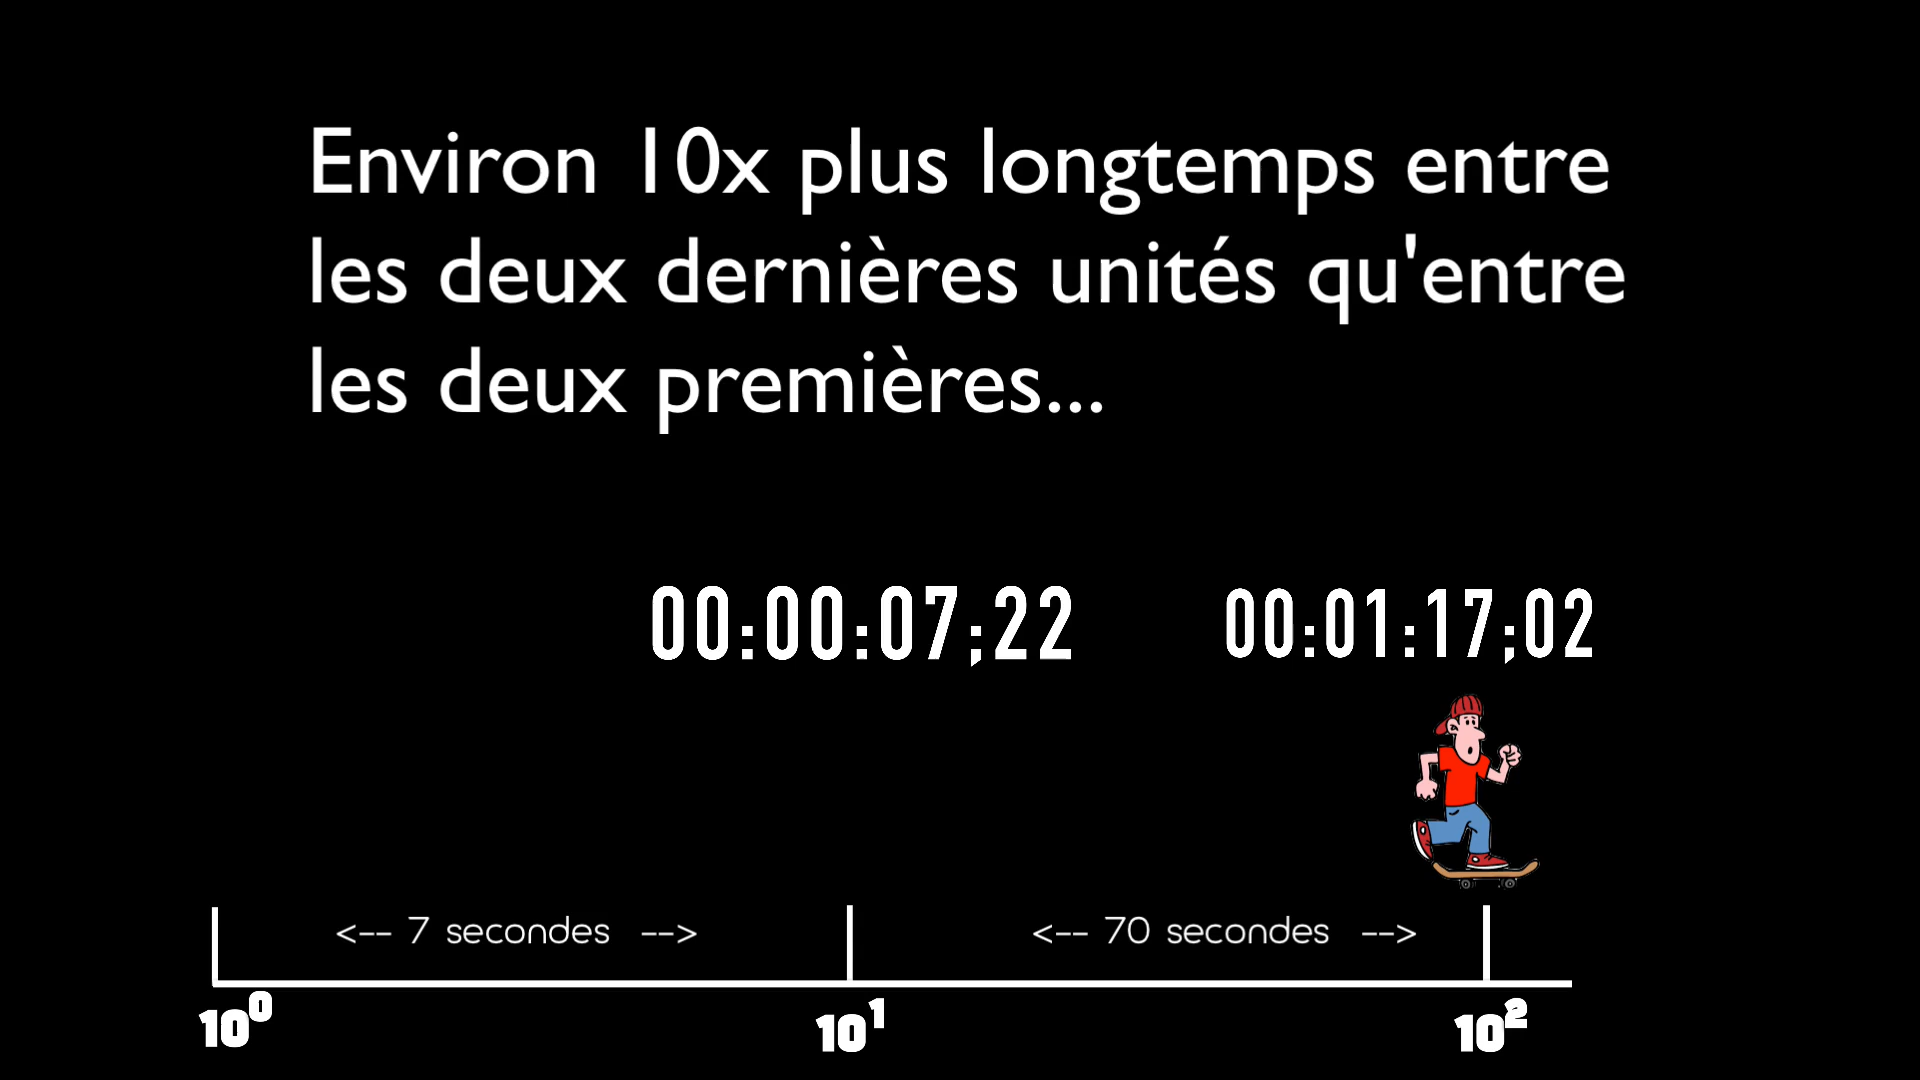 Environ 10x plus longtemps entre
les deux dernières unités qu'entre
les deux premières...
00:00:07;22 00:01:17;02
<-- 7 secondes --> <-- 70 secondes -->
10⁰ 10¹ 10²